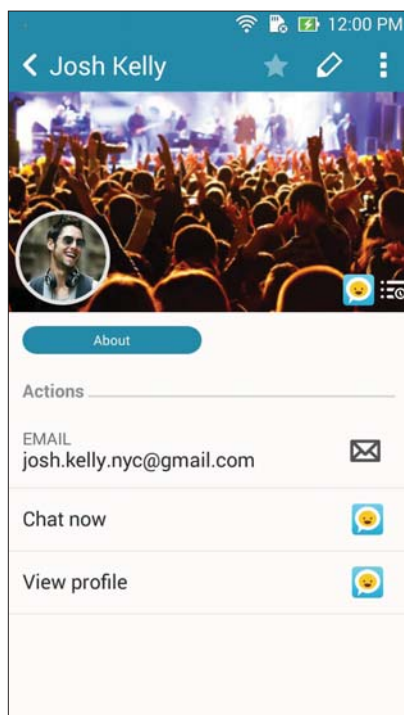 12:00 PM
Josh Kelly
About
Actions
EMAIL
josh.kelly.nyc@gmail.com
Chat now
View profile